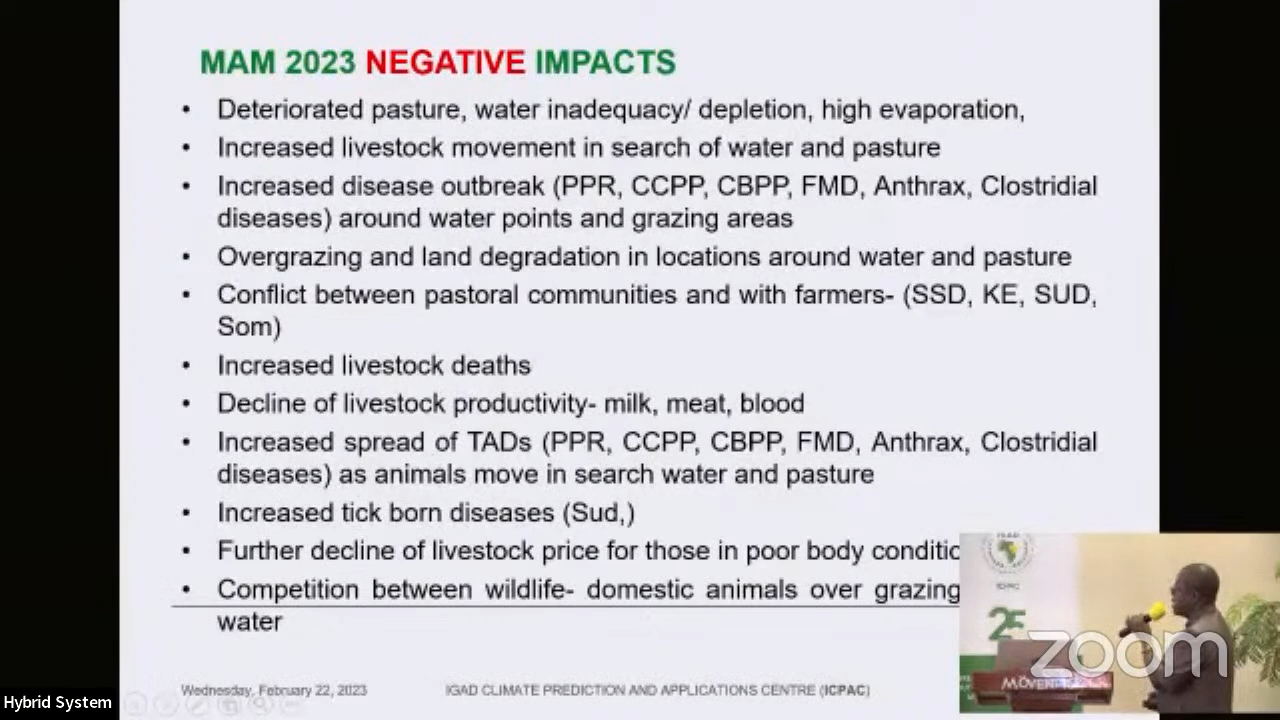 MAM 2023 NEGATIVE IMPACTS
• Deteriorated pasture, water inadequacy/ depletion, high evaporation,
• Increased livestock movement in search of water and pasture
• Increased disease outbreak (PPR, CCPP, CBPP, FMD, Anthrax, Clostridial
diseases) around water points and grazing areas
• Overgrazing and land degradation in locations around water and pasture
• Conflict between pastoral communities and with farmers- (SSD, KE, SUD,
Som)
• Increased livestock deaths
• Decline of livestock productivity- milk, meat, blood
• Increased spread of TADs (PPR, CCPP, CBPP, FMD, Anthrax, Clostridial
diseases) as animals move in search water and pasture
• Increased tick born diseases (Sud,)
• Further decline of livestock price for those in poor body conditio
• Competition between wildlife- domestic animals over grazing
water
Wednesday, February 22, 2023
IGAD CLIMATE PREDICTION AND APPLICATIONS CENTRE (ICPAC)
Hybrid System
ICPAC
25
zoom